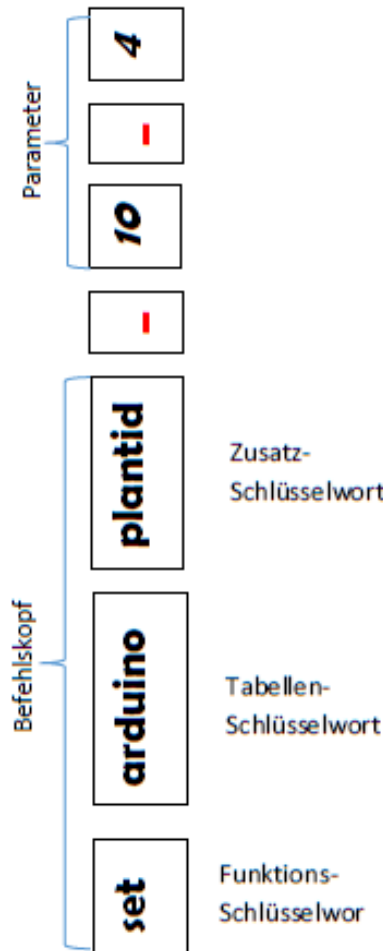 Befehlskopf
Parameter
set
arduino
plantid
_
10
_
4
Zusatz-
Schlüsselwort
Tabellen-
Schlüsselwort
Funktions-
Schlüsselwor